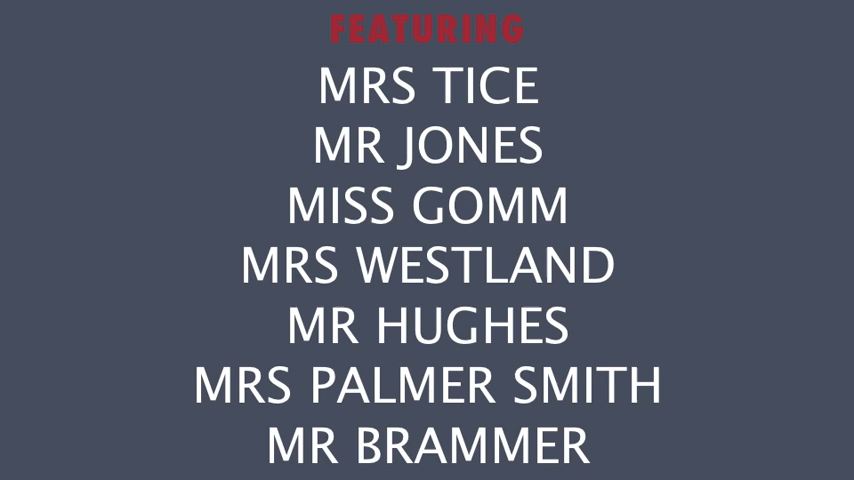 FEATURING
MRS TICE
MR JONES
MISS GOMM
MRS WESTLAND
MR HUGHES
MRS PALMER SMITH
MR BRAMMER